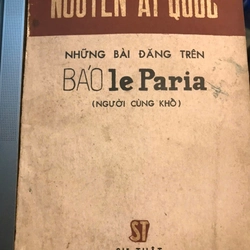 NGUYỄN ÁI QUỐC
NHỮNG BÀI ĐĂNG TRÊN
BÁO le Paria
(NGƯỜI CÙNG KHỔ)
ST